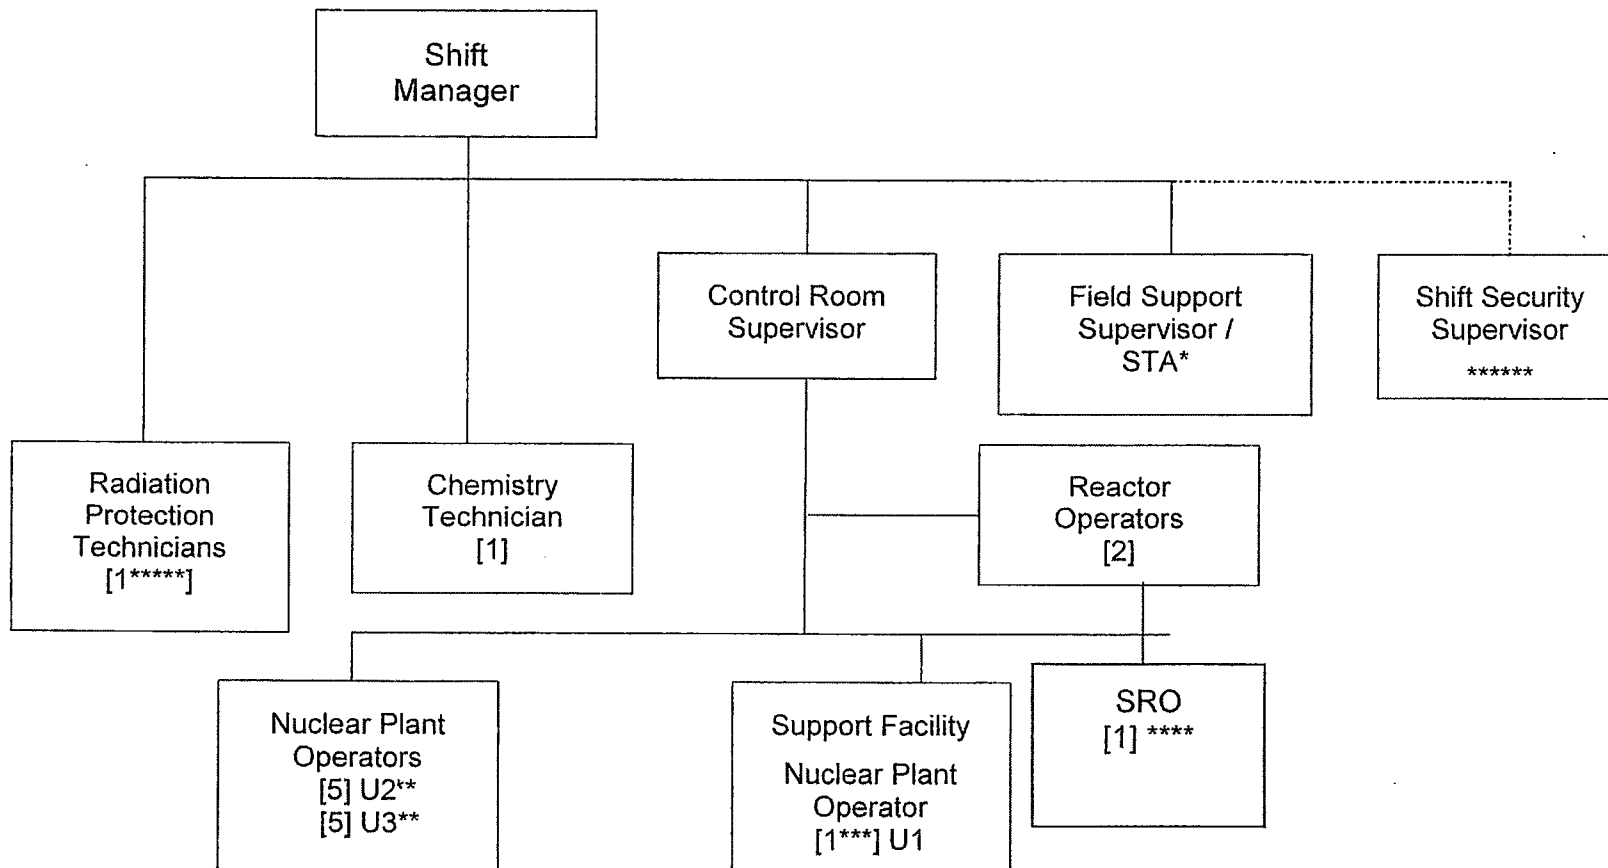 Shift
Manager
Control Room
Supervisor
Field Support
Supervisor /
STA*
Shift Security
Supervisor
******
Radiation
Protection
Technicians
[1*****]
Chemistry
Technician
[1]
Reactor
Operators
[2]
Nuclear Plant
Operators
[5] U2**
[5] U3**
Support Facility
Nuclear Plant
Operator
[1***] U1
SRO
[1] ****